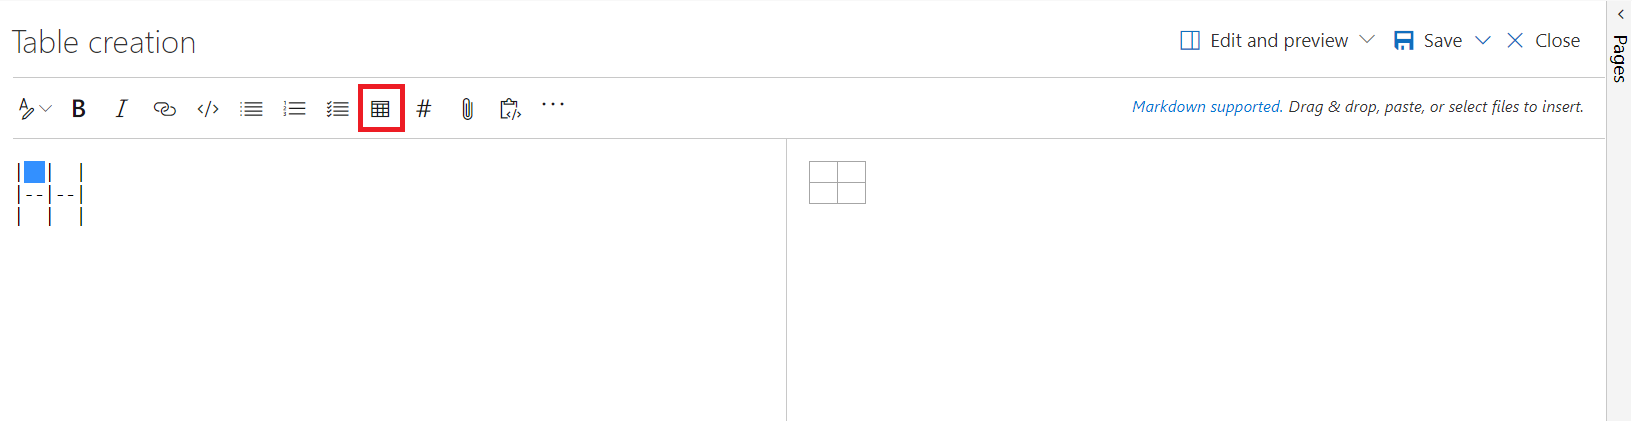 Table creation
Edit and preview
Save
Close
Pages
B I </> #
Markdown supported. Drag & drop, paste, or select files to insert.
|  |  |
|--|--|
|  |  |